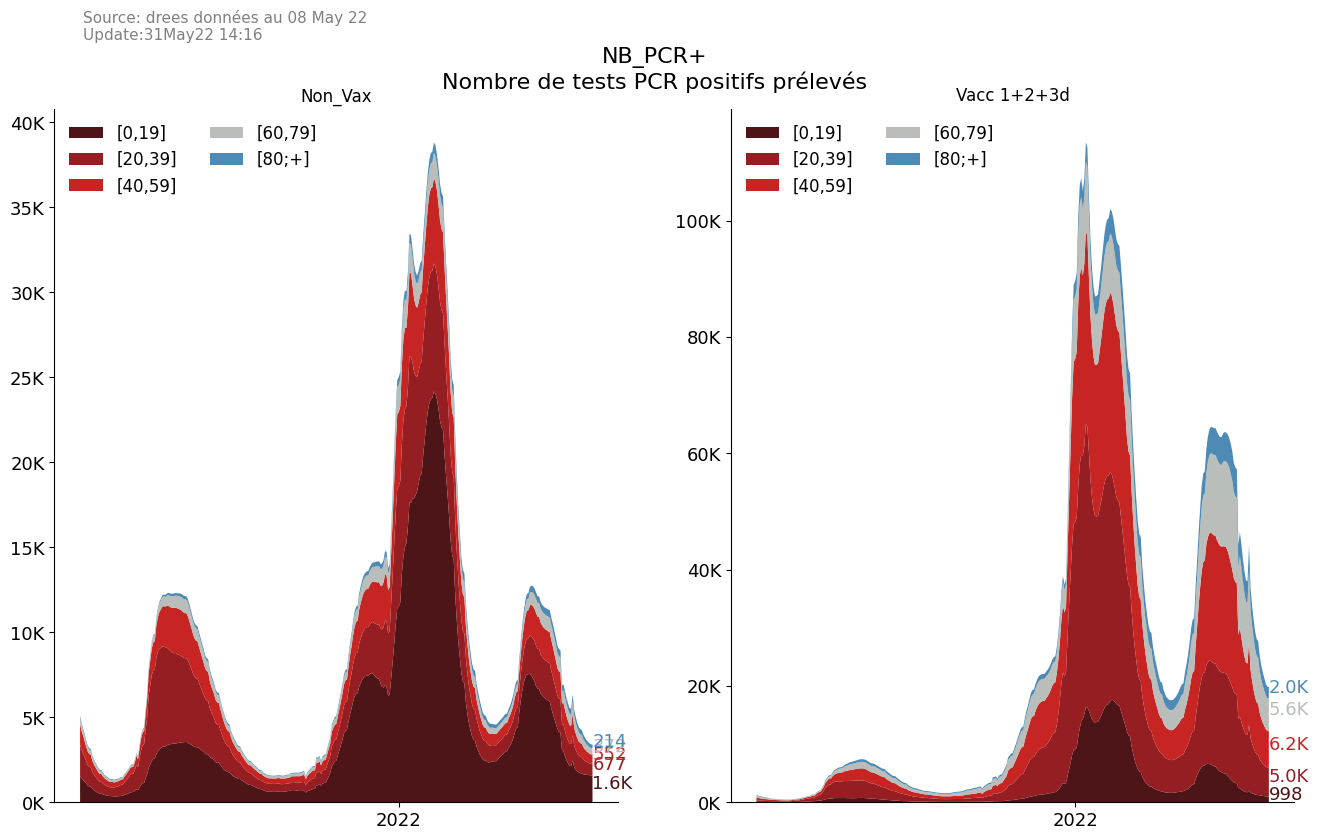 Source: drees données au 08 May 22
Update:31May22 14:16
NB_PCR+
Nombre de tests PCR positifs prélevés
Non_Vax
Vacc 1+2+3d
40K
35K
30K
25K
20K
15K
10K
5K
0K
[0,19]
[20,39]
[40,59]
[60,79]
[80;+]
214
552
677
1.6K
2022
100K
80K
60K
40K
20K
0K
[0,19]
[20,39]
[40,59]
[60,79]
[80;+]
2.0K
5.6K
6.2K
5.0K
998
2022